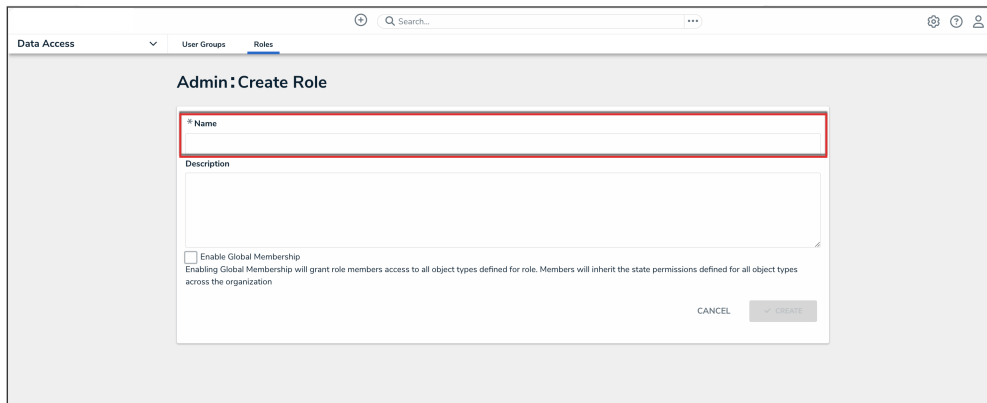 Search...
Data Access
User Groups
Roles
Admin:Create Role
* Name
Description
Enable Global Membership
Enabling Global Membership will grant role members access to all object types defined for role. Members will inherit the state permissions defined for all object types
across the organization
CANCEL
CREATE